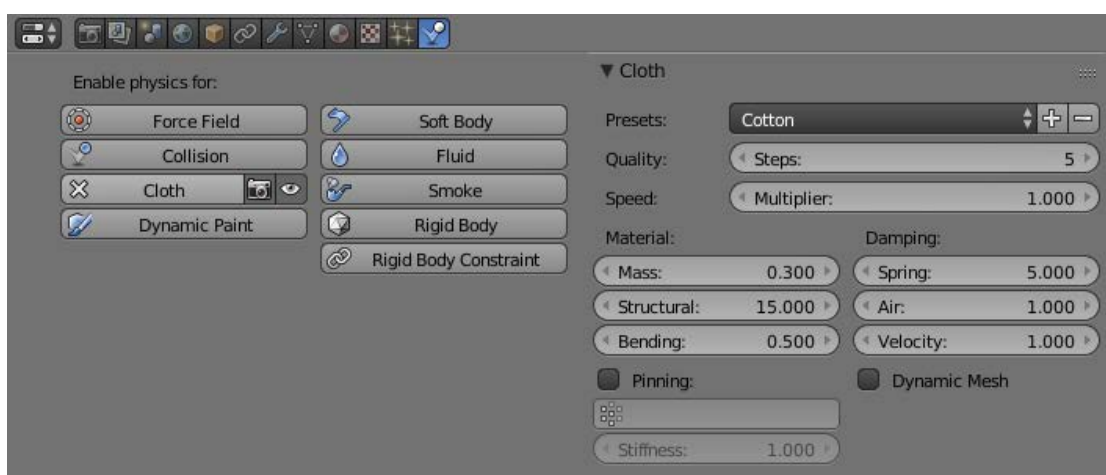 Enable physics for:
Force Field
Soft Body
Collision
Fluid
Cloth
Smoke
Dynamic Paint
Rigid Body
Rigid Body Constraint
Cloth
Presets: Cotton
Quality: Steps: 5
Speed: Multiplier: 1.000
Material: Damping:
Mass: 0.300 Spring: 5.000
Structural: 15.000 Air: 1.000
Bending: 0.500 Velocity: 1.000
Pinning: Dynamic Mesh
Stiffness: 1.000